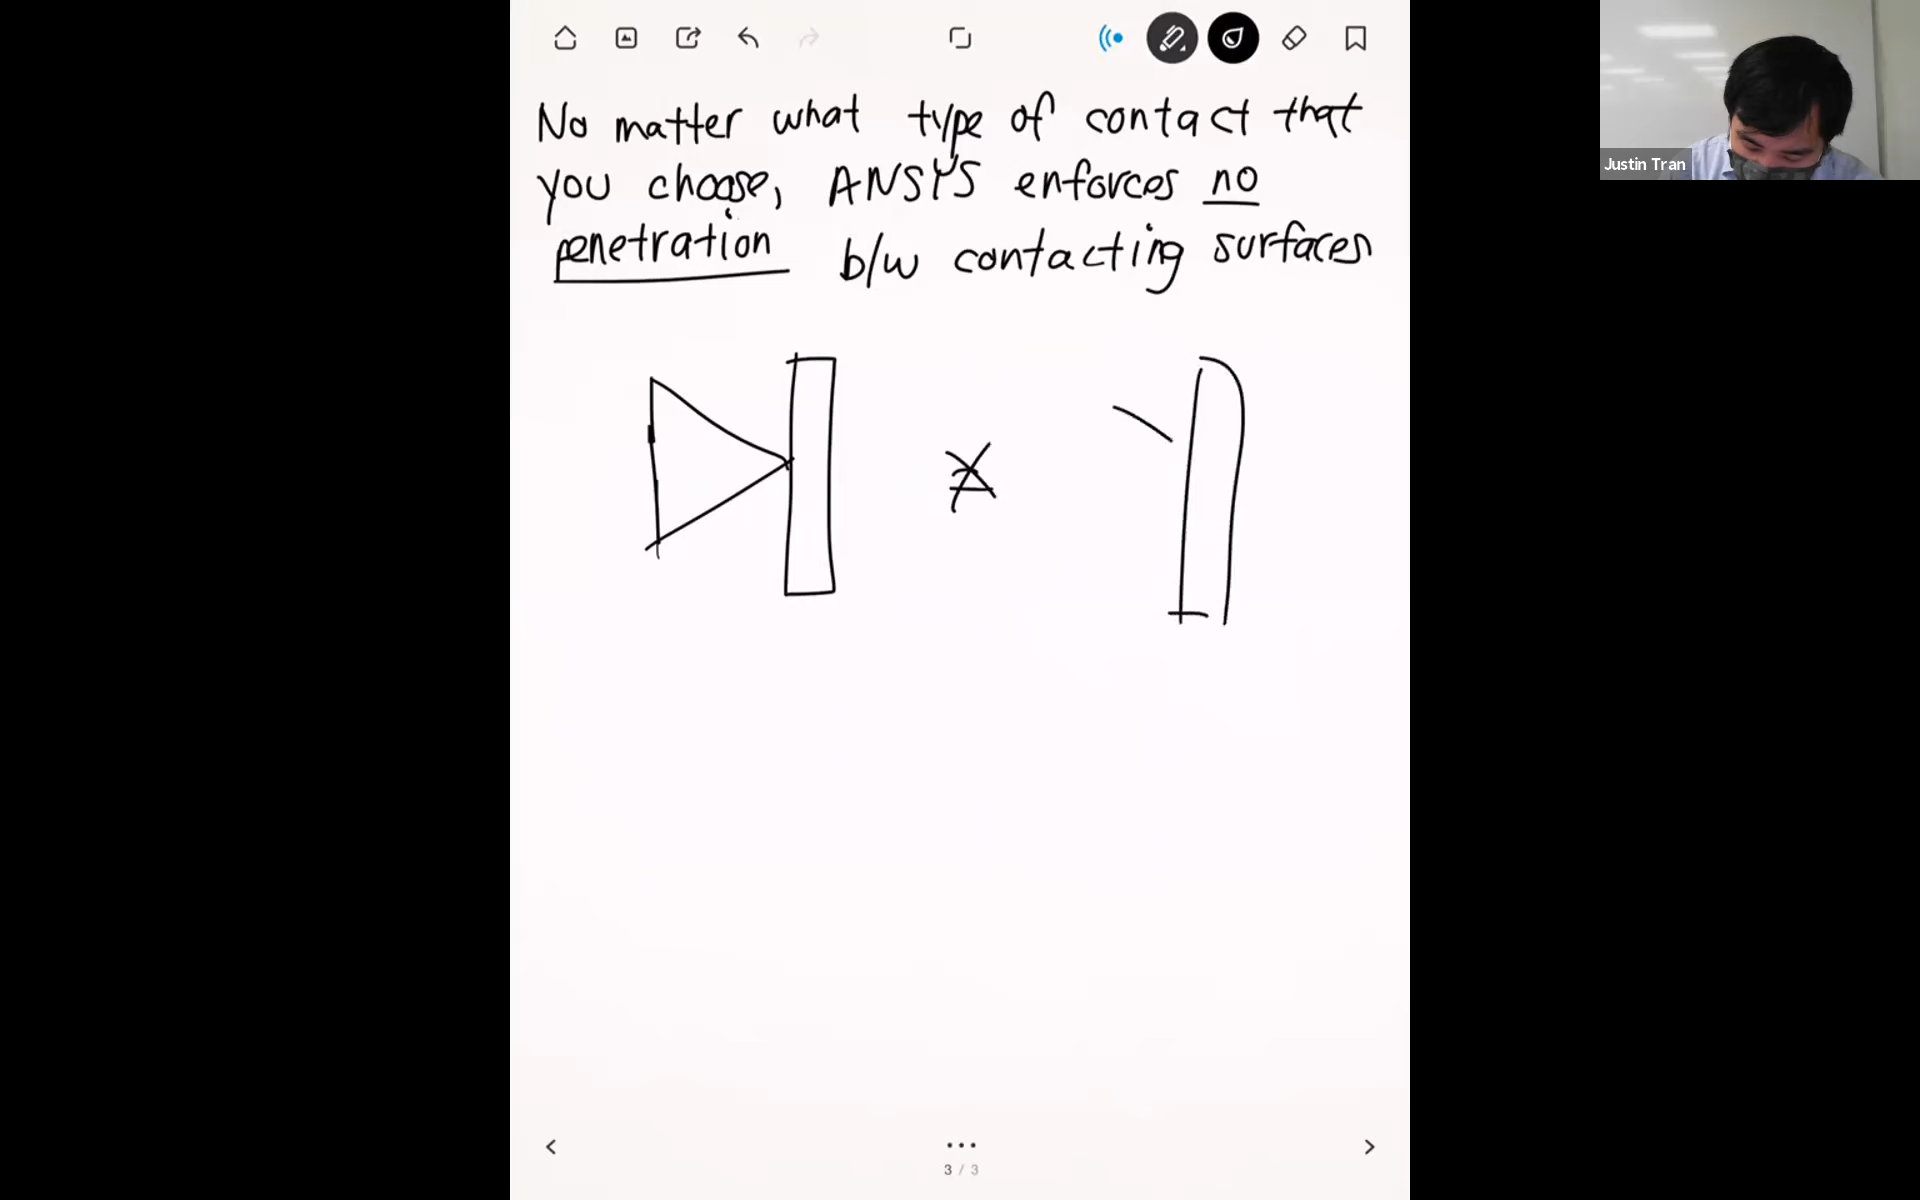 Justin Tran
No matter what type of contact that
you choose, ANSYS enforces no
penetration b/w contacting surfaces
3 / 3